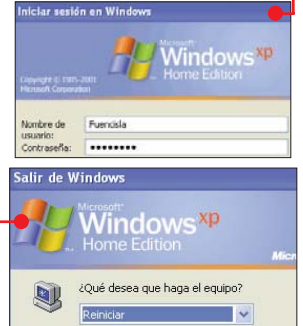 Iniciar sesión en Windows
Microsoft
Windows xp
Home Edition
Copyright © 1985-2001
Microsoft Corporation
Nombre de usuario:
Fuencisla
Contraseña:
••••••••
Salir de Windows
Microsoft
Windows xp
Home Edition
Micr
¿Qué desea que haga el equipo?
Reiniciar